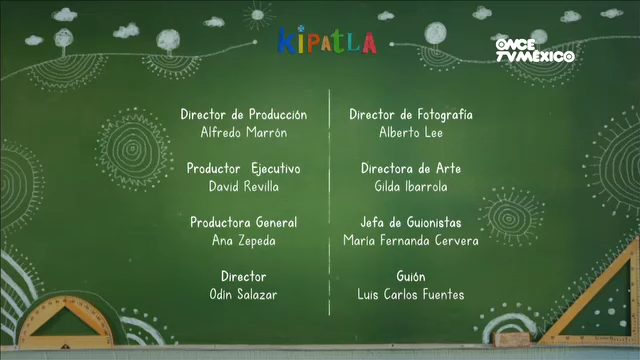 KIPATLA
ONCE
TVMÉXICO
Director de Producción
Alfredo Marrón
Productor Ejecutivo
David Revilla
Productora General
Ana Zepeda
Director
Odín Salazar
Director de Fotografía
Alberto Lee
Directora de Arte
Gilda Ibarrola
Jefa de Guionistas
María Fernanda Cervera
Guión
Luis Carlos Fuentes